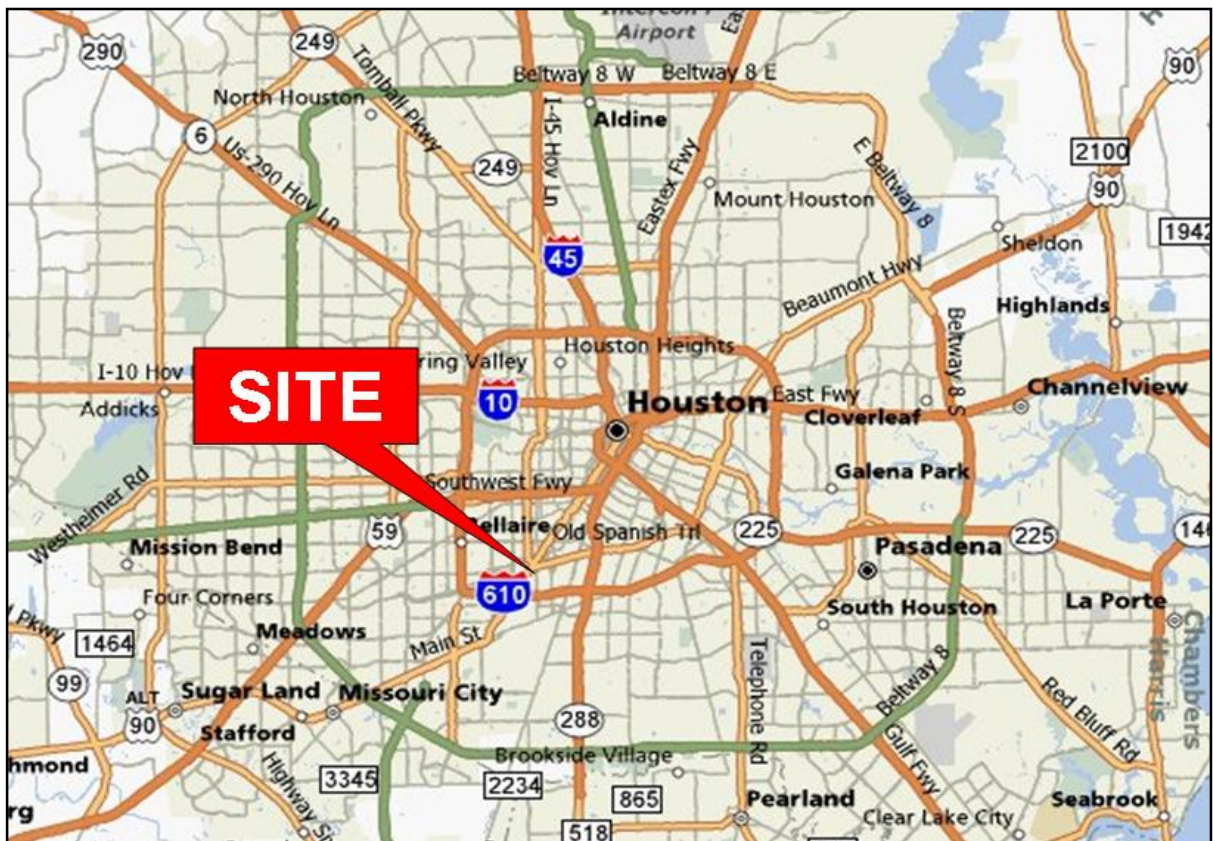 Intercon
Airport
290
249
90
Beltway 8 W
Beltway 8 E
North Houston
Tomball Pkwy
I-45 Hov Ln
Aldine
6
Us-290 Hov Ln
249
Eastex Fwy
E Beltway 8
2100
90
Mount Houston
1942
Sheldon
45
Beaumont Hwy
Highlands
Beltway 8 S
Houston Heights
ring Valley
I-10 Hov
SITE
Addicks
10
Houston
East Fwy
Channelview
Cloverleaf
Galena Park
Southwest Fwy
Westheimer Rd
59
Bellaire
Old Spanish Trl
225
225
146
Mission Bend
Pasadena
610
Four Corners
South Houston
La Porte
Pkwy
1464
Meadows
Main St
Telephone Rd
Beltway 8
Chambers
Harris
99
ALT
90
Sugar Land
Missouri City
Red Bluff Rd
Stafford
288
Gulf Fwy
Brookside Village
hmond
3345
2234
865
Pearland
Seabrook
rg
Highway
518
Clear Lake City